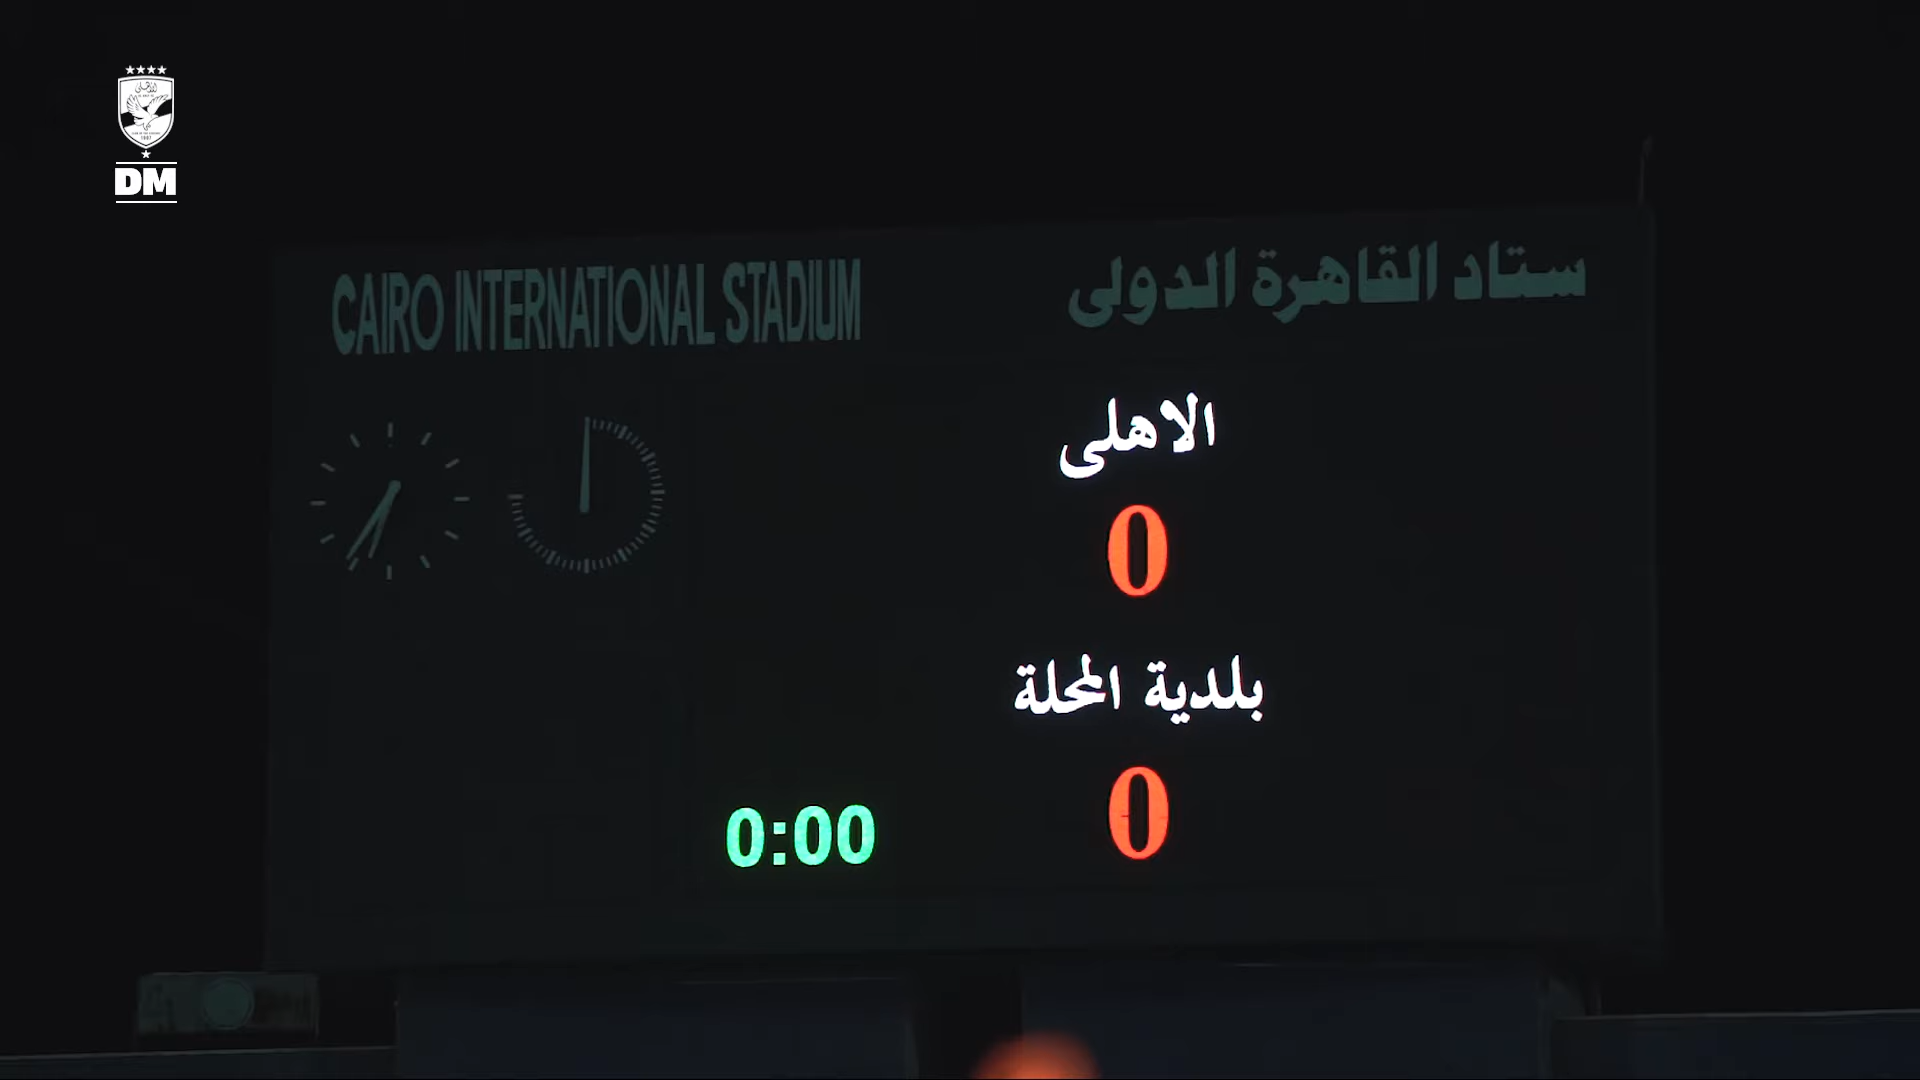 DM
CAIRO INTERNATIONAL STADIUM
ستاد القاهرة الدولى
الاهلى
0
بلدية المحلة
0
0:00